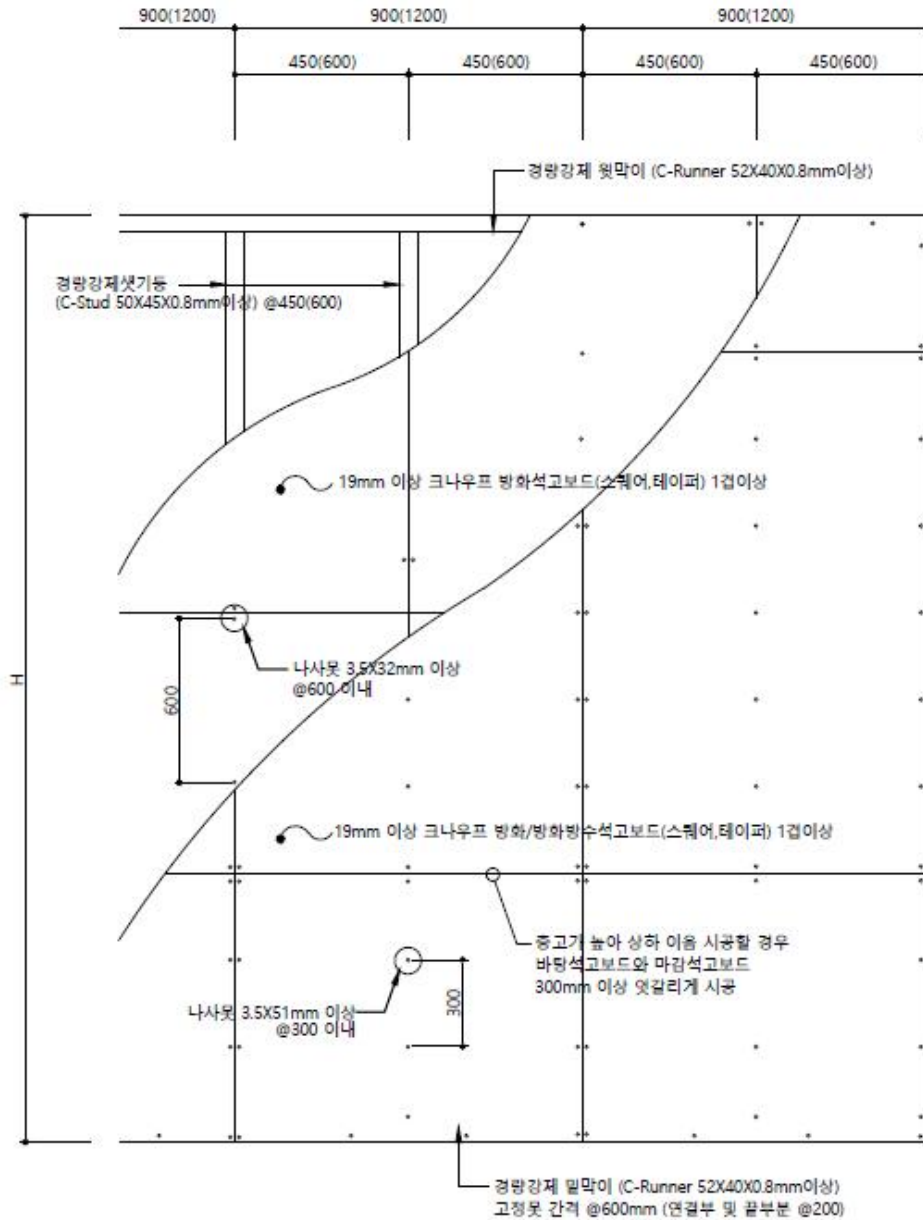 900(1200)
900(1200)
900(1200)
450(600)
450(600)
450(600)
450(600)
경량강제 윗막이 (C-Runner 52X40X0.8mm이상)
경량강제샛기둥
(C-Stud 50X45X0.8mm이상) @450(600)
19mm 이상 크나우프 방화석고보드(스퀘어,테이퍼) 1겹이상
H
나사못 3.5X32mm 이상
@600 이내
600
19mm 이상 크나우프 방화/방화방수석고보드(스퀘어,테이퍼) 1겹이상
중고가 높아 상하 이음 시공할 경우
바탕석고보드와 마감석고보드
300mm 이상 엇갈리게 시공
나사못 3.5X51mm 이상
@300 이내
300
경량강제 밑막이 (C-Runner 52X40X0.8mm이상)
고정못 간격 @600mm (연결부 및 끝부분 @200)